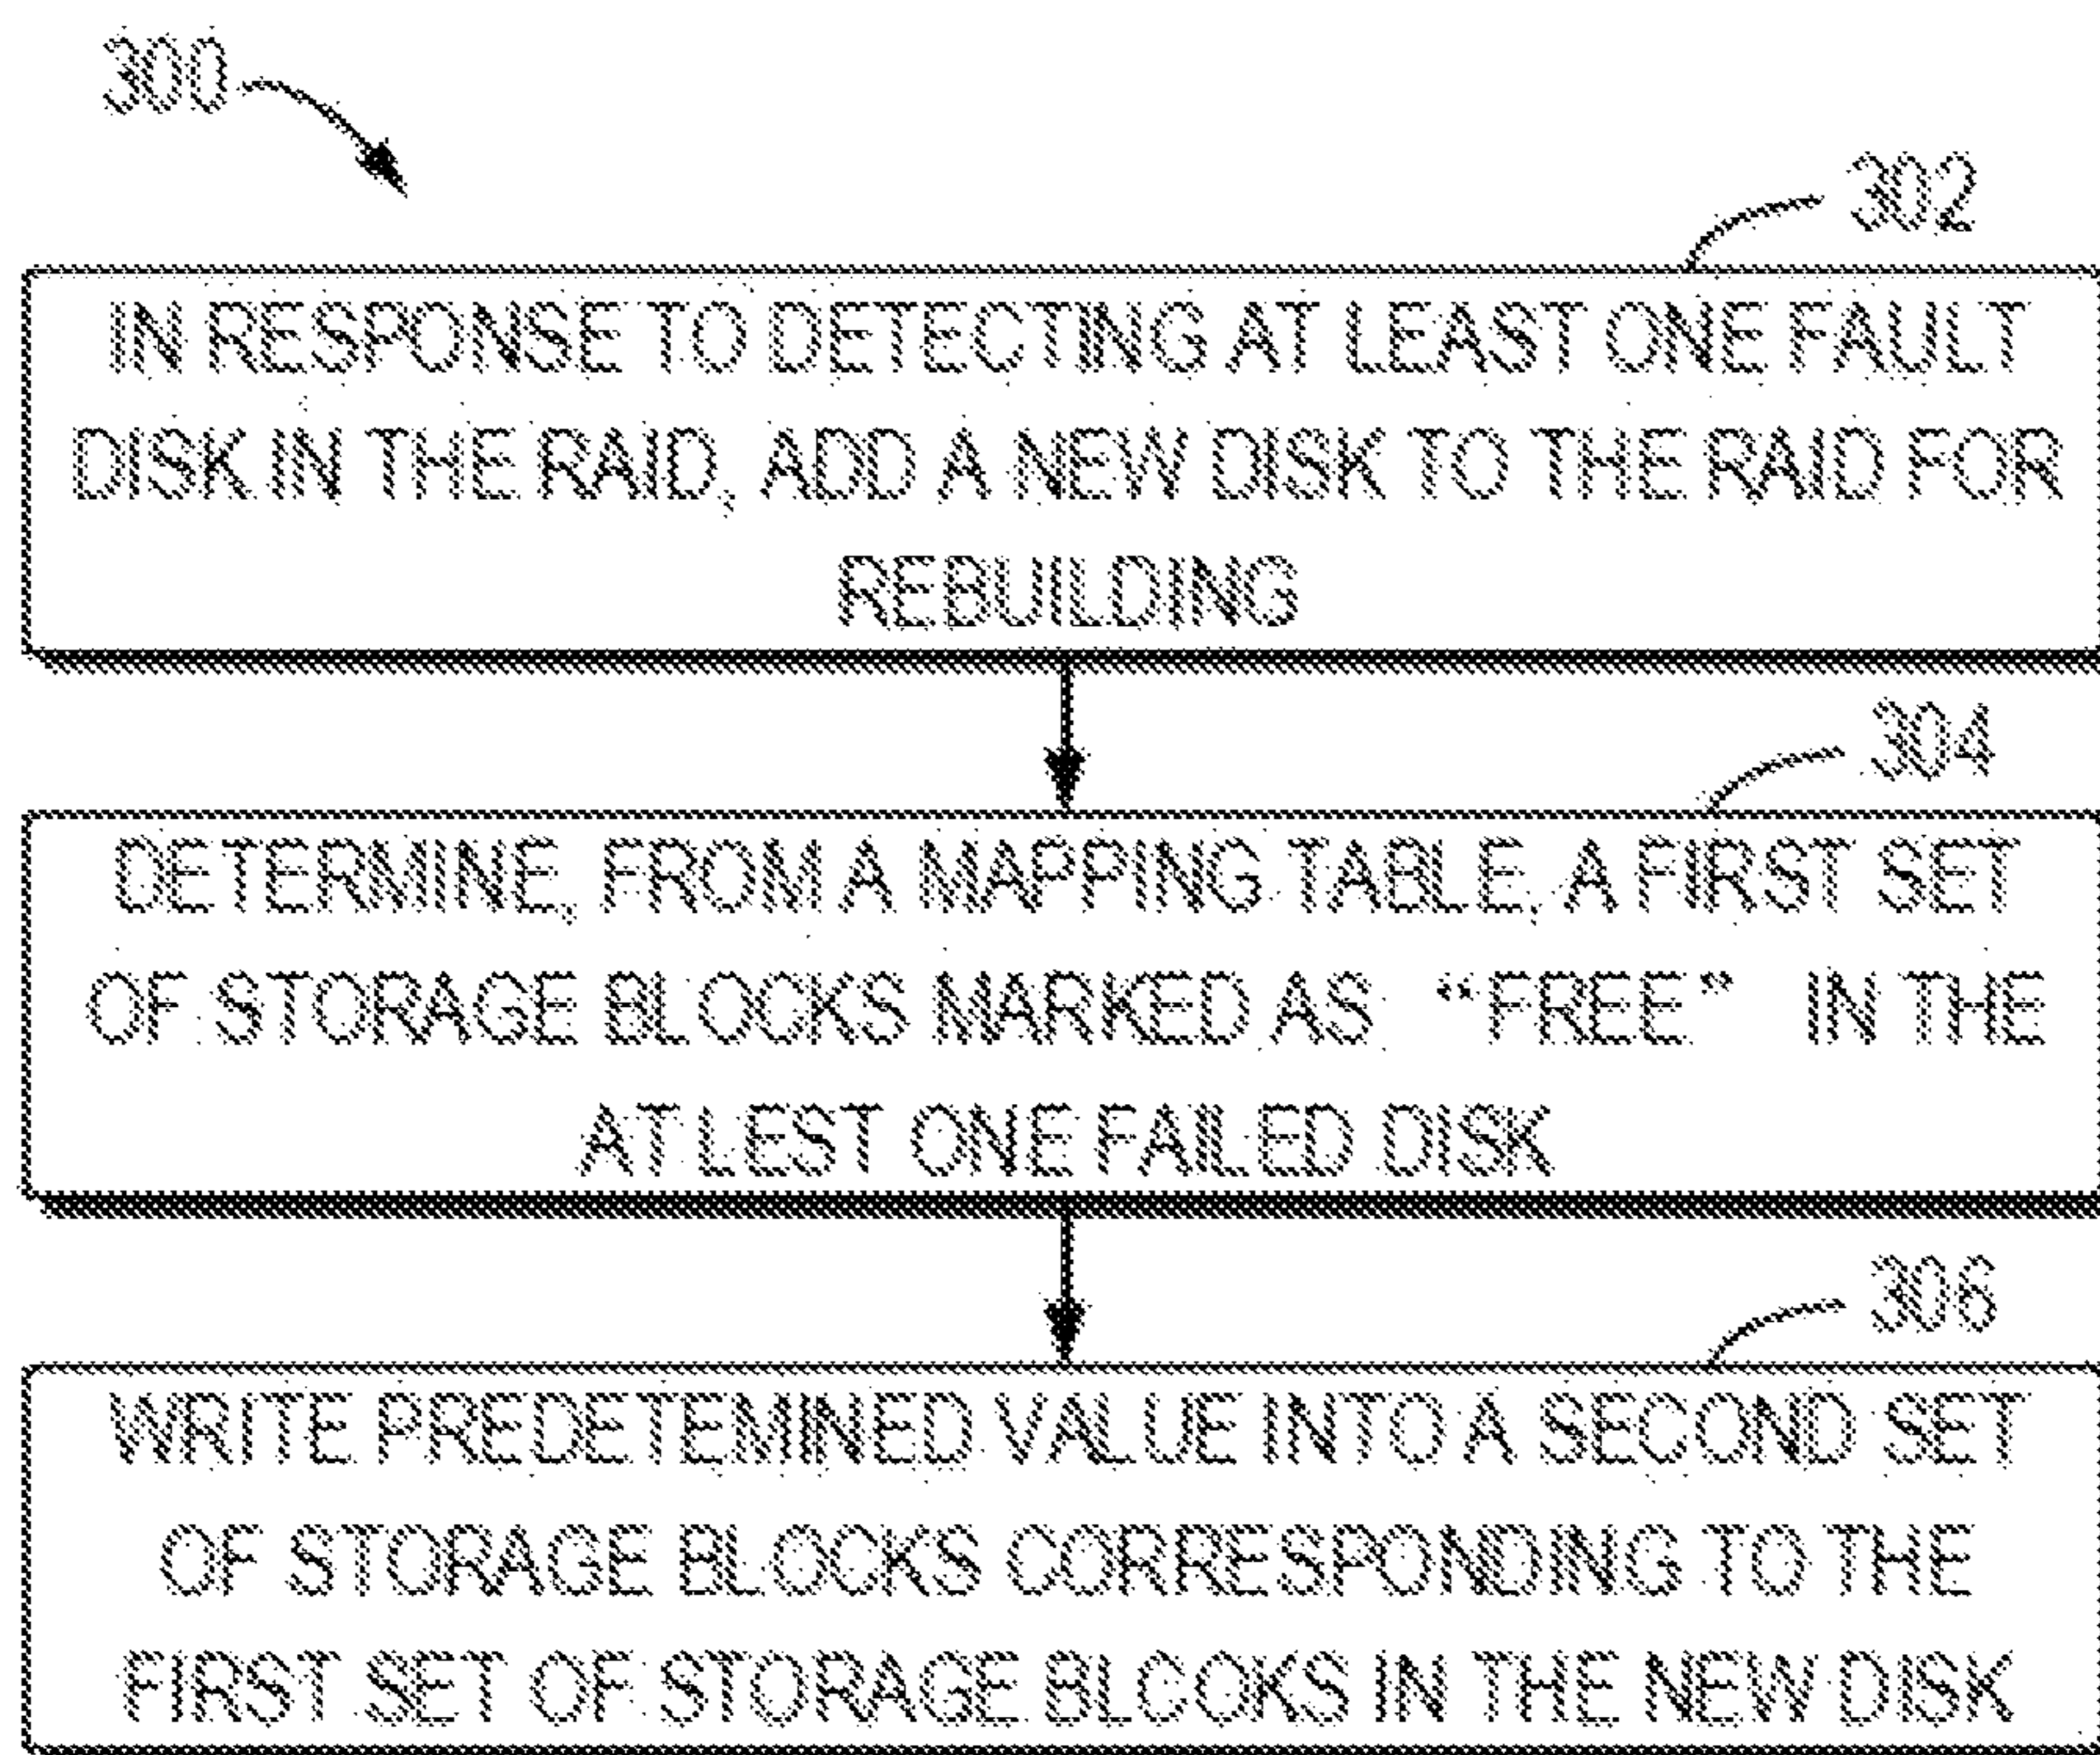 300
302
IN RESPONSE TO DETECTING AT LEAST ONE FAULT
DISK IN THE RAID, ADD A NEW DISK TO THE RAID FOR
REBUILDING
304
DETERMINE, FROM A MAPPING TABLE, A FIRST SET
OF STORAGE BLOCKS MARKED AS “FREE” IN THE
AT LEST ONE FAILED DISK
306
WRITE PREDETEMINED VALUE INTO A SECOND SET
OF STORAGE BLOCKS CORRESPONDING TO THE
FIRST SET OF STORAGE BLCOKS IN THE NEW DISK